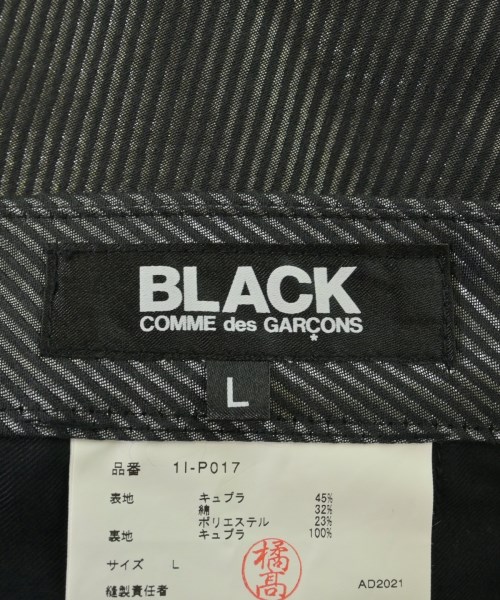 BLACK
COMME des GARÇONS
L
品番 1I-P017
表地 キュプラ 45%
綿 32%
ポリエステル 23%
裏地 キュプラ 100%
サイズ L
橘高
縫製責任者 AD2021